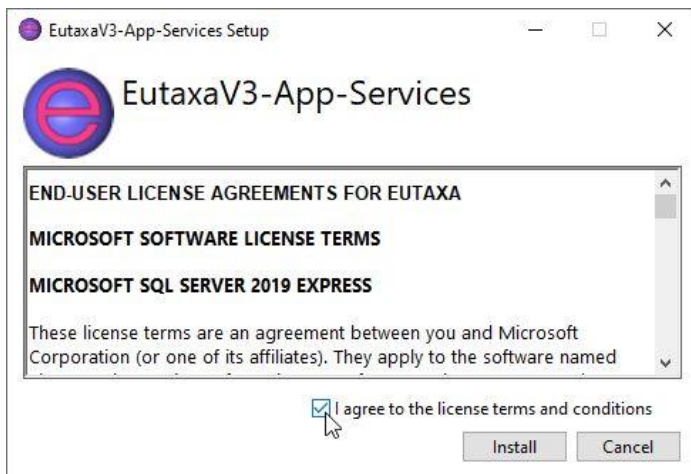 EutaxaV3-App-Services Setup
EutaxaV3-App-Services
END-USER LICENSE AGREEMENTS FOR EUTAXA
MICROSOFT SOFTWARE LICENSE TERMS
MICROSOFT SQL SERVER 2019 EXPRESS
These license terms are an agreement between you and Microsoft
Corporation (or one of its affiliates). They apply to the software named
I agree to the license terms and conditions
Install Cancel